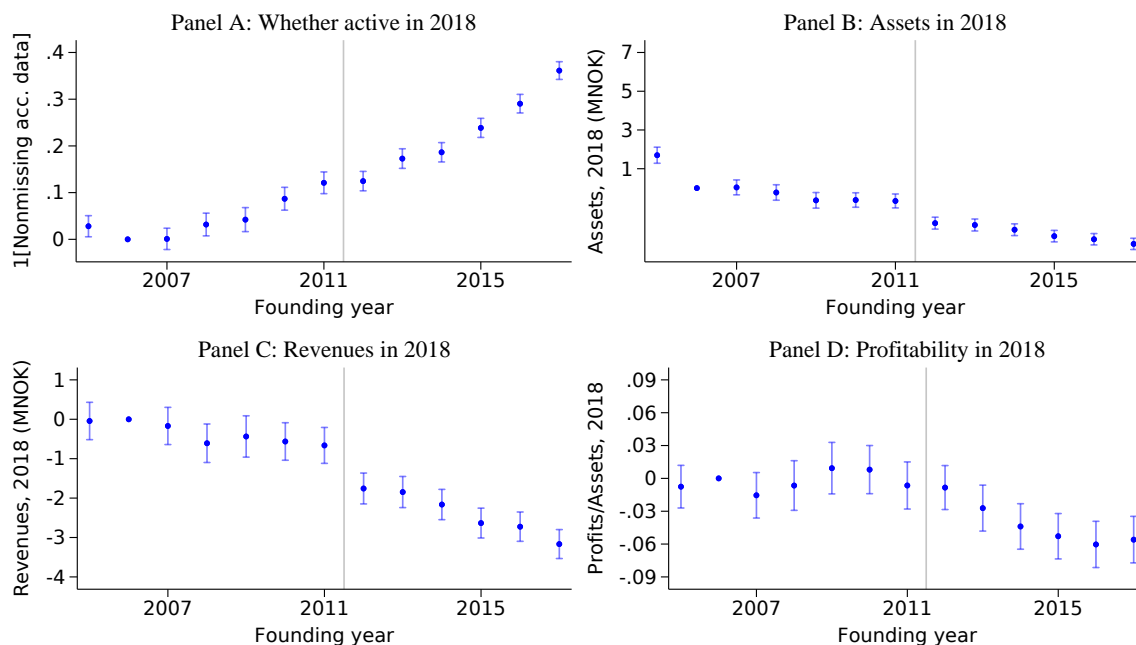 Panel A: Whether active in 2018
1[Nonmissing acc. data]
.4
.3
.2
.1
0
2007
2011
2015
Founding year
Panel B: Assets in 2018
Assets, 2018 (MNOK)
7
5
3
1
2007
2011
2015
Founding year
Panel C: Revenues in 2018
Revenues, 2018 (MNOK)
1
0
-1
-2
-3
-4
2007
2011
2015
Founding year
Panel D: Profitability in 2018
Profits/Assets, 2018
.09
.06
.03
0
-.03
-.06
-.09
2007
2011
2015
Founding year